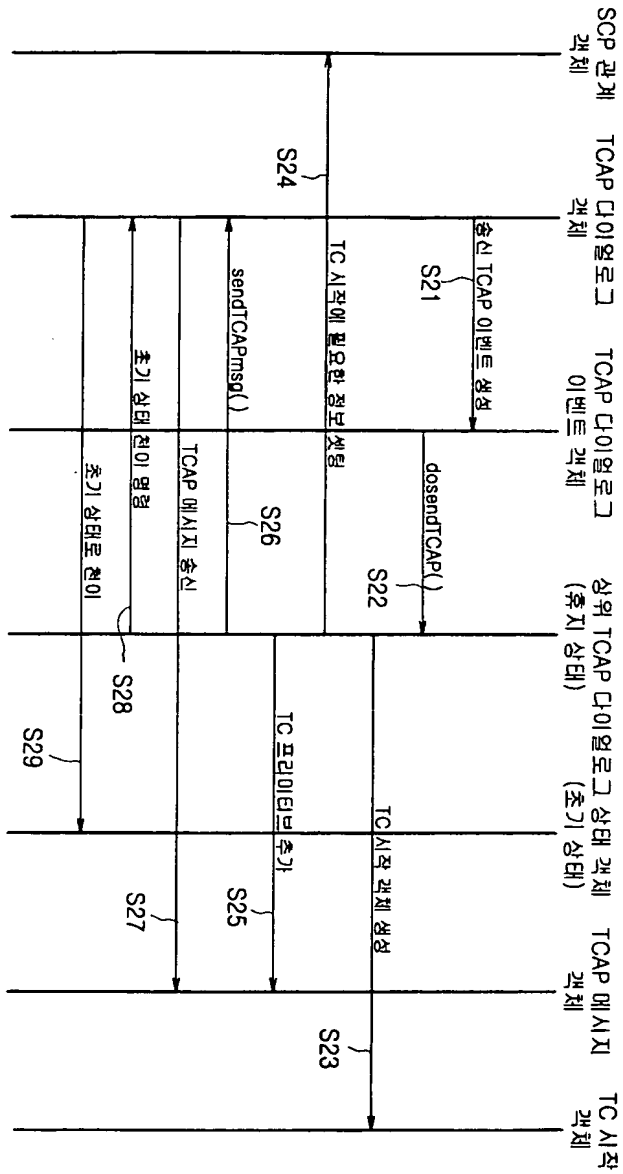 SCP 관계
객체
TCAP 다이얼로그
객체
TCAP 다이얼로그
이벤트 객체
상위 TCAP 다이얼로그 상태 객체
(휴지 상태)
(초기 상태)
TCAP 메시지
객체
TC 시작
객체
송신 TCAP 이벤트 생성
S21
dosendTCAP()
S22
TC 시작 객체 생성
S23
TC 시작에 필요한 정보 셋팅
S24
TC 프리미티브 추가
S25
sendTCAPmsg()
S26
TCAP 메시지 송신
S27
초기 상태 천이 명령
S28
초기 상태로 천이
S29